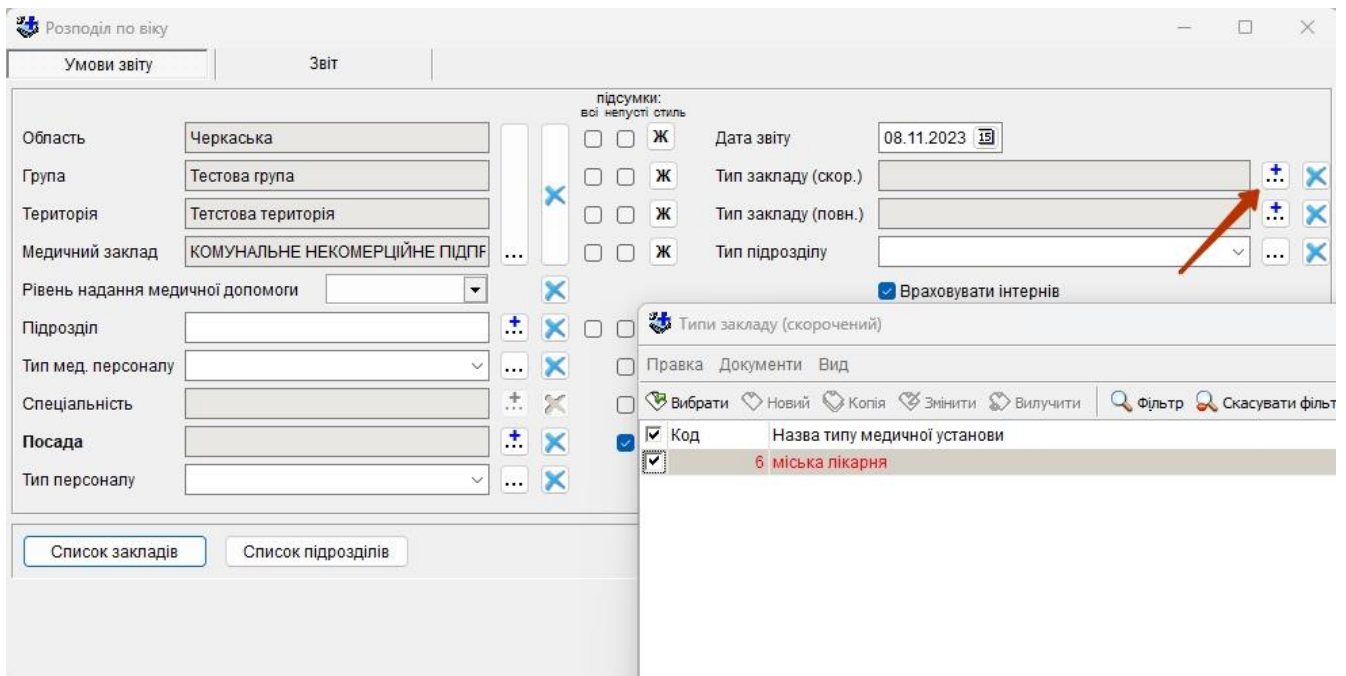 Розподіл по віку
Умови звіту Звіт
підсумки:
всі непусті стиль
Область Черкаська Ж Дата звіту 08.11.2023 15
Група Тестова група Ж Тип закладу (скор.)
Територія Тетстова територія Ж Тип закладу (повн.)
Медичний заклад КОМУНАЛЬНЕ НЕКОМЕРЦІЙНЕ ПІДПР ... Ж Тип підрозділу ...
Рівень надання медичної допомоги Враховувати інтернів
Підрозділ
Тип мед. персоналу ...
Спеціальність
Посада
Тип персоналу ...
Список закладів Список підрозділів
Типи закладу (скорочений)
Правка Документи Вид
Вибрати Новий Копія Змінити Вилучити Фільтр Скасувати фільт
Код Назва типу медичної установи
6 міська лікарня